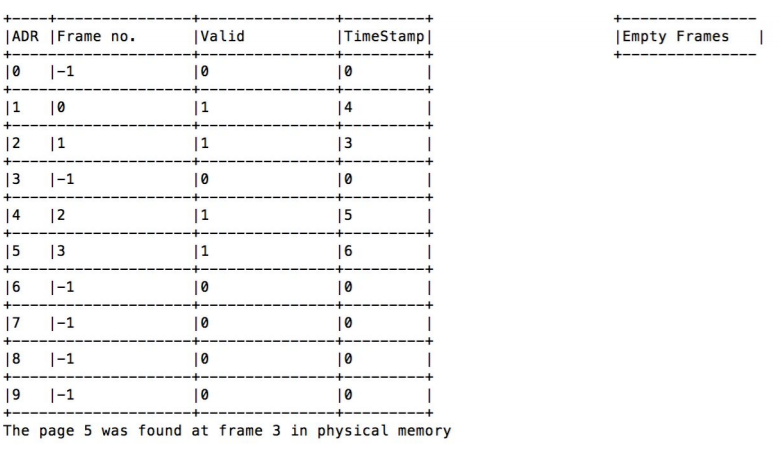 +----+---------------+---------------+---------+ +---------------
|ADR |Frame no. |Valid |TimeStamp| |Empty Frames |
+---------------------+---------------+---------+ +---------------
|0 |-1 |0 |0 |
+---------------------+---------------+---------+
|1 |0 |1 |4 |
+---------------------+---------------+---------+
|2 |1 |1 |3 |
+---------------------+---------------+---------+
|3 |-1 |0 |0 |
+---------------------+---------------+---------+
|4 |2 |1 |5 |
+---------------------+---------------+---------+
|5 |3 |1 |6 |
+---------------------+---------------+---------+
|6 |-1 |0 |0 |
+---------------------+---------------+---------+
|7 |-1 |0 |0 |
+---------------------+---------------+---------+
|8 |-1 |0 |0 |
+---------------------+---------------+---------+
|9 |-1 |0 |0 |
+---------------------+---------------+---------+
The page 5 was found at frame 3 in physical memory